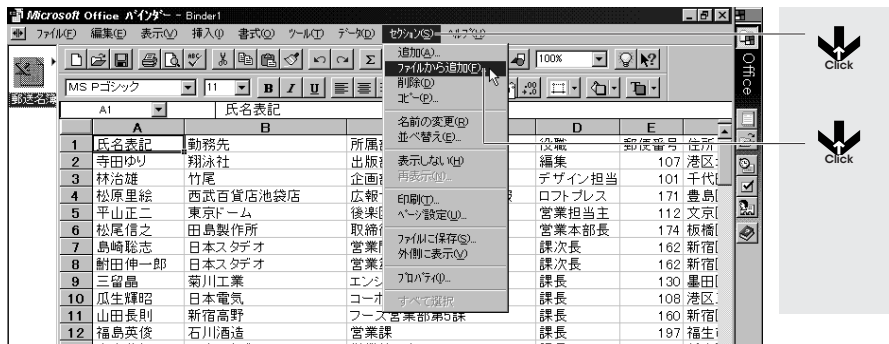 Microsoft Office バインダー - Binder1
ファイル(F) 編集(E) 表示(V) 挿入(I) 書式(O) ツール(T) データ(D) セクション(S) ヘルプ(H)
追加(A)...
ファイルから追加(F)...
削除(D)
コピー(P)...
名前の変更(R)
並べ替え(E)...
表示しない(H)
再表示(N)...
印刷(T)...
ページ設定(U)...
ファイルに保存(S)...
外側に表示(V)
プロパティ(I)...
すべて選択
100%
MS Pゴシック 11 B I U
郵送名簿
A1 氏名表記
A B D E
1 氏名表記 勤務先 所属 役職 郵便番号 住所
2 寺田ゆり 翔泳社 出版 編集 107 港区
3 林治雄 竹尾 企画 デザイン担当 101 千代
4 松原里絵 西武百貨店池袋店 広報 ロフトプレス 171 豊島
5 平山正二 東京ドーム 後楽 営業担当主 112 文京
6 松尾信之 田島製作所 取締 営業本部長 174 板橋
7 島崎聡志 日本スタデオ 営業 課次長 162 新宿
8 鮒田伸一郎 日本スタデオ 営業 課次長 162 新宿
9 三留晶 菊川工業 エンジ 課長 130 墨田
10 瓜生輝昭 日本電気 コーポ 課長 108 港区
11 山田長則 新宿高野 フーズ営業部第5課 課長 160 新宿
12 福島英俊 石川酒造 営業課 課長 197 福生
Office
Click
Click